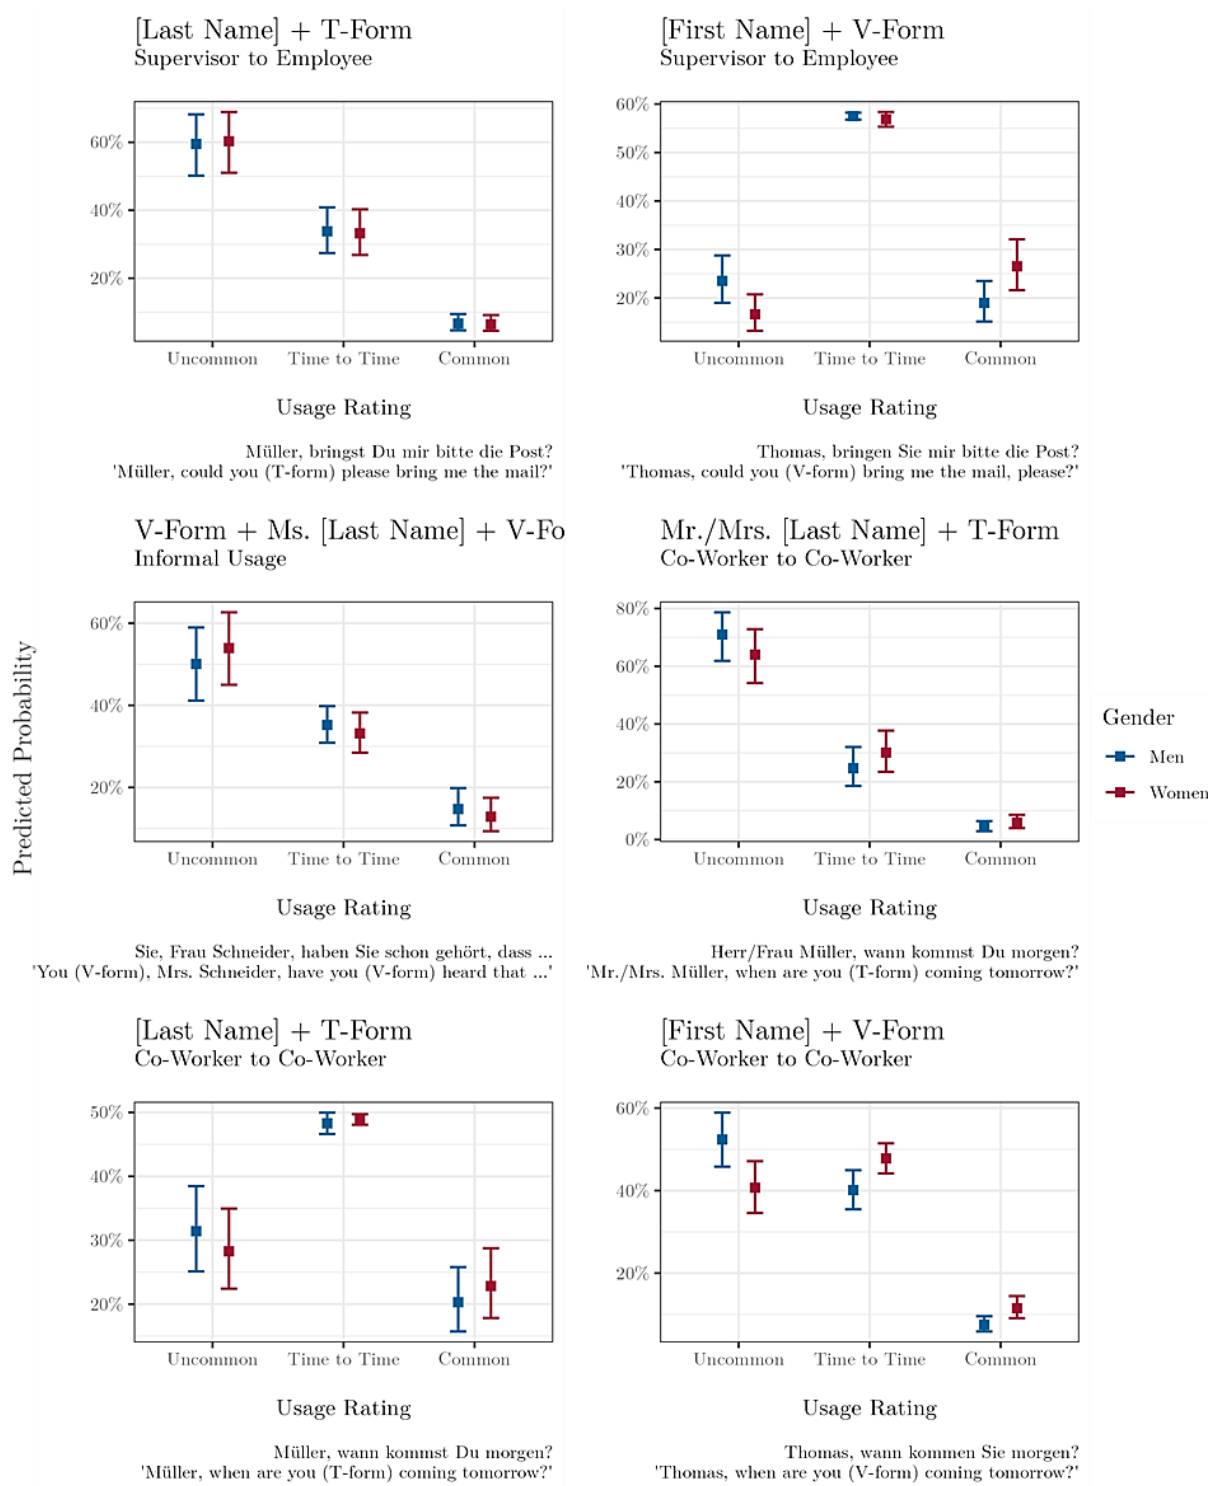 [Last Name] + T-Form
Supervisor to Employee
60%
40%
20%
Uncommon Time to Time Common
Usage Rating
Müller, bringst Du mir bitte die Post?
'Müller, could you (T-form) please bring me the mail?'
[First Name] + V-Form
Supervisor to Employee
60%
50%
40%
30%
20%
Uncommon Time to Time Common
Usage Rating
Thomas, bringen Sie mir bitte die Post?
'Thomas, could you (V-form) bring me the mail, please?'
Predicted Probability
V-Form + Ms. [Last Name] + V-Fo
Informal Usage
60%
40%
20%
Uncommon Time to Time Common
Usage Rating
Sie, Frau Schneider, haben Sie schon gehört, dass ...
'You (V-form), Mrs. Schneider, have you (V-form) heard that ...'
Mr./Mrs. [Last Name] + T-Form
Co-Worker to Co-Worker
80%
60%
40%
20%
0%
Uncommon Time to Time Common
Usage Rating
Herr/Frau Müller, wann kommst Du morgen?
'Mr./Mrs. Müller, when are you (T-form) coming tomorrow?'
Gender
Men
Women
[Last Name] + T-Form
Co-Worker to Co-Worker
50%
40%
30%
20%
Uncommon Time to Time Common
Usage Rating
Müller, wann kommst Du morgen?
'Müller, when are you (T-form) coming tomorrow?'
[First Name] + V-Form
Co-Worker to Co-Worker
60%
40%
20%
Uncommon Time to Time Common
Usage Rating
Thomas, wann kommen Sie morgen?
'Thomas, when are you (V-form) coming tomorrow?'